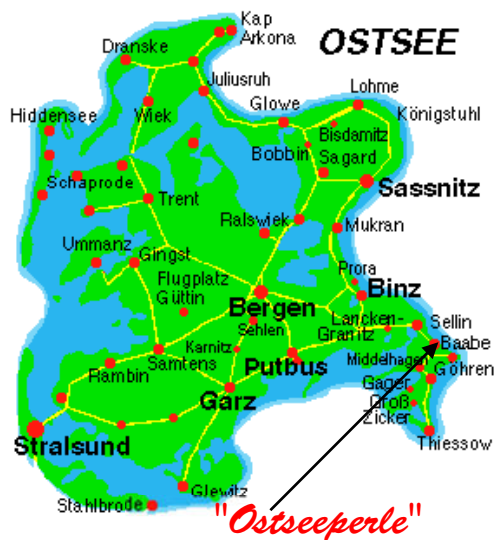 Kap
Arkona
OSTSEE
Dranske
Juliusruh
Lohme
Glowe
Königstuhl
Hiddensee
Wiek
Bisdamitz
Bobbin
Sagard
Schaprode
Sassnitz
Trent
Ralswiek
Mukran
Ummanz
Gingst
Flugplatz
Güttin
Prora
Binz
Bergen
Lancken-
Granitz
Sellin
Sehlen
Baabe
Karnitz
Putbus
Middelhagen
Göhren
Samtens
Rambin
Garz
Gager
Groß
Zicker
Stralsund
Thiessow
Glewitz
Stahlbrode
"Ostseeperle"